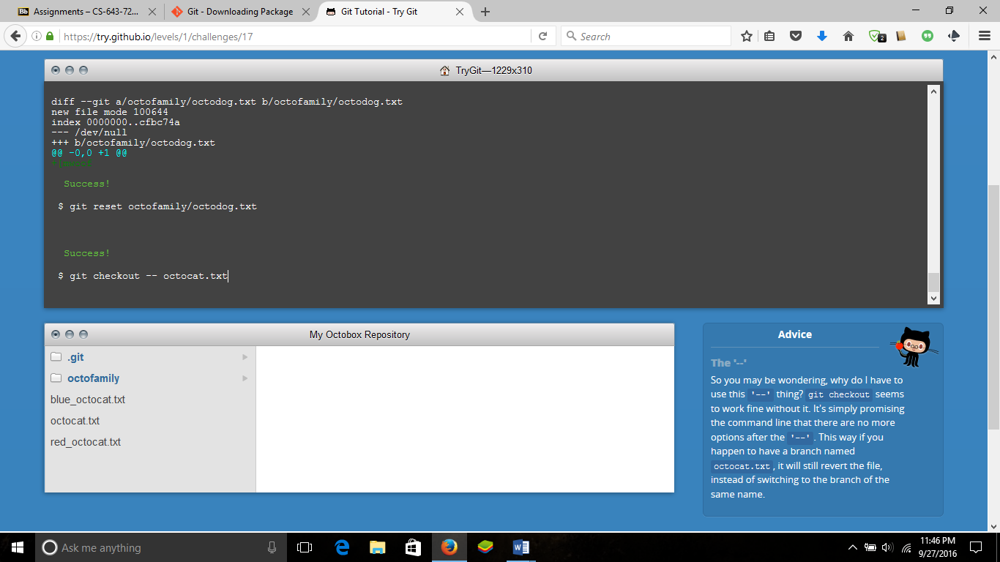 Assignments – CS-643-72...
Git - Downloading Package
Git Tutorial - Try Git
https://try.github.io/levels/1/challenges/17
Search
2
TryGit—1229x310
diff --git a/octofamily/octodog.txt b/octofamily/octodog.txt
new file mode 100644
index 0000000..cfbc74a
--- /dev/null
+++ b/octofamily/octodog.txt
@@ -0,0 +1 @@
Success!
$ git reset octofamily/octodog.txt
Success!
$ git checkout -- octocat.txt
My Octobox Repository
.git
octofamily
blue_octocat.txt
octocat.txt
red_octocat.txt
Advice
The '--'
So you may be wondering, why do I have to
use this '--' thing? git checkout seems
to work fine without it. It's simply promising
the command line that there are no more
options after the '--'. This way if you
happen to have a branch named
octocat.txt, it will still revert the file,
instead of switching to the branch of the
same name.
Ask me anything
11:46 PM
9/27/2016